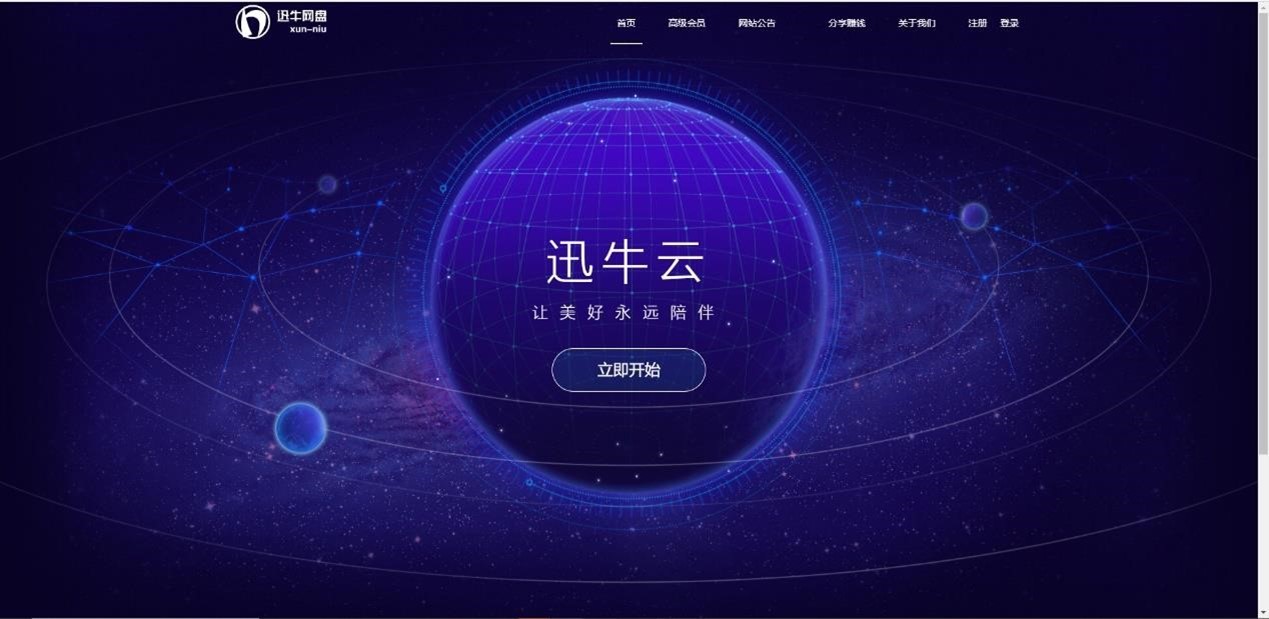 迅牛网盘
xun-niu
首页 高级会员 网站公告 分享赚钱 关于我们 注册 登录
迅牛云
让美好永远陪伴
立即开始